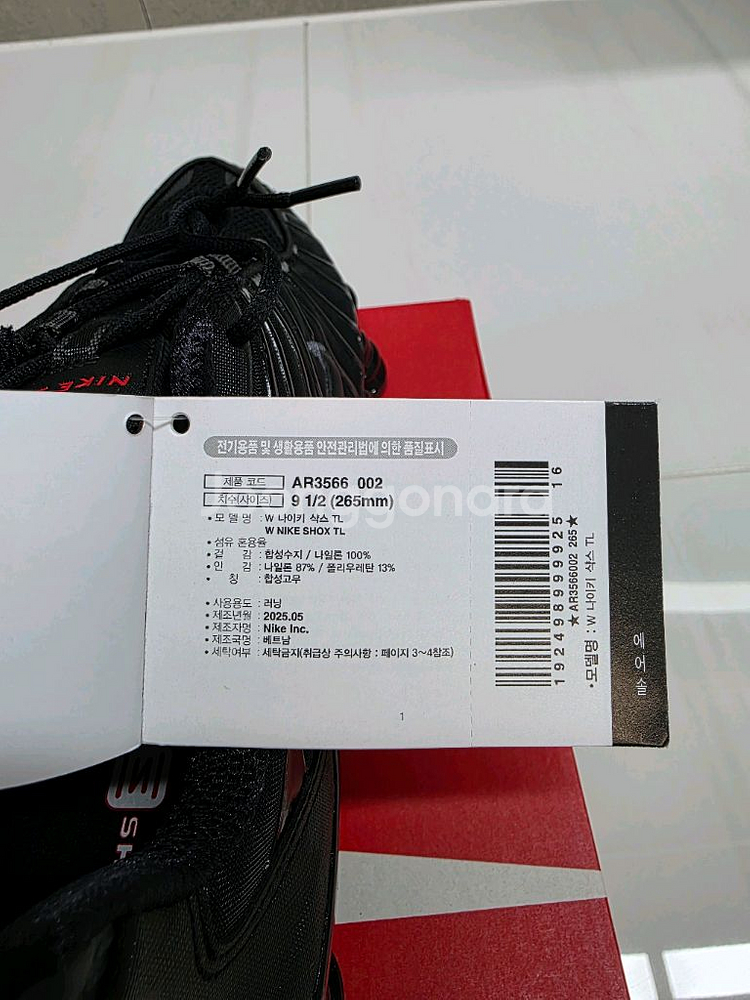 NIKE
전기용품 및 생활용품 안전관리법에 의한 품질표시
제품 코드 AR3566 002
치수(사이즈) 9 1/2 (265mm)
• 모 델 명 : W 나이키 샥스 TL
W NIKE SHOX TL
• 섬유 혼용율
• 겉 감 : 합성수지 / 나일론 100%
• 안 감 : 나일론 87% / 폴리우레탄 13%
• 창 : 합성고무
• 사용용도 : 러닝
• 제조년월 : 2025.05
• 제조자명 : Nike Inc.
• 제조국명 : 베트남
• 세탁여부 : 세탁금지(취급상 주의사항 : 페이지 3~4참조)
1
192498999925 16
★AR3566002 265★
•모델명 : W 나이키 샥스 TL
에어솔